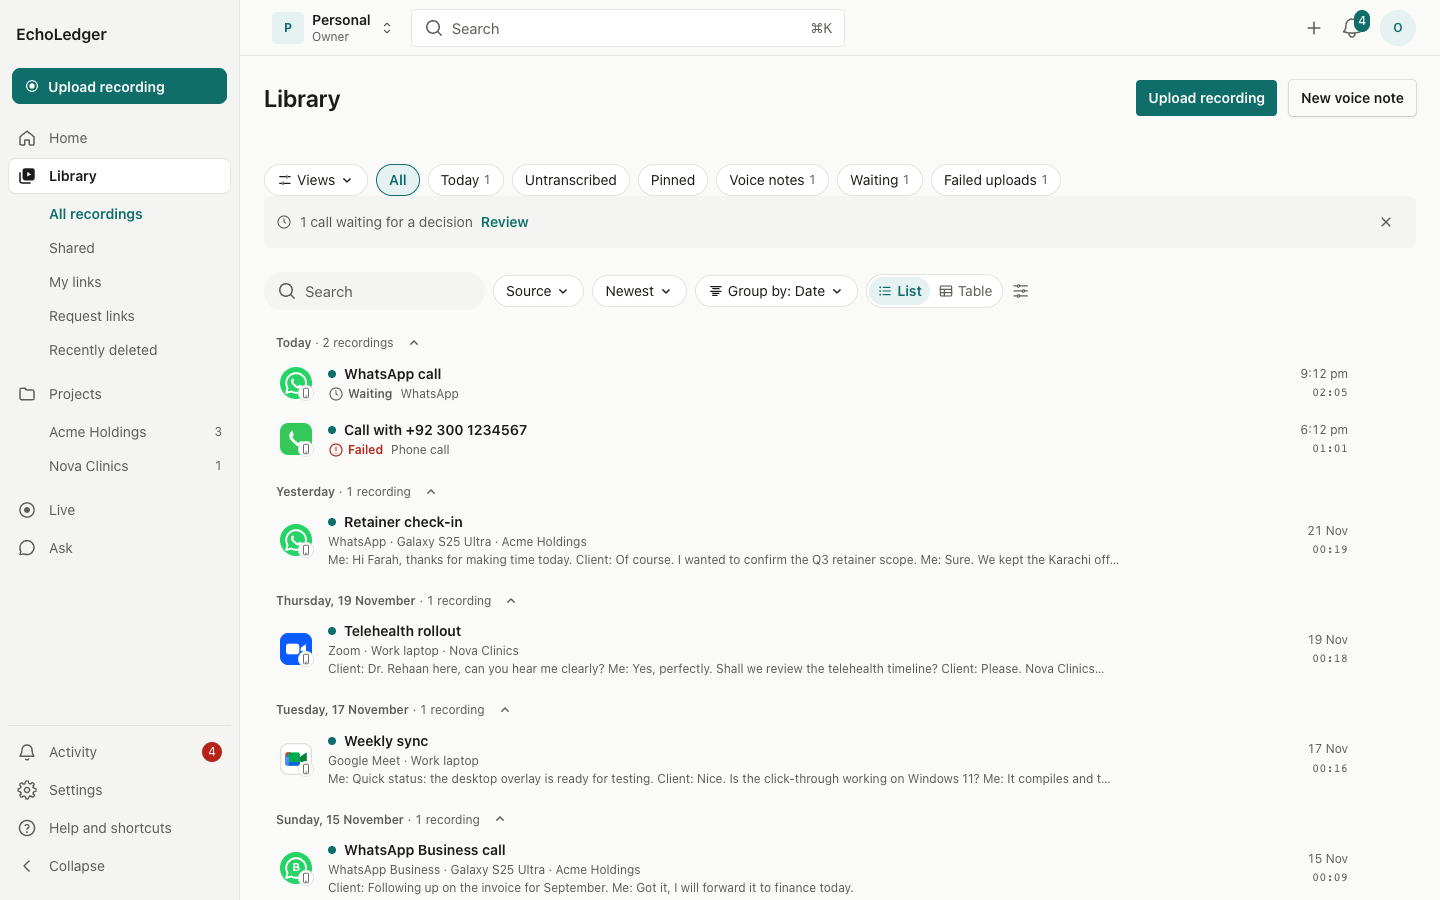 EchoLedger
Upload recording
Home
Library
All recordings
Shared
My links
Request links
Recently deleted
Projects
Acme Holdings 3
Nova Clinics 1
Live
Ask
Activity 4
Settings
Help and shortcuts
Collapse
P Personal
Owner
Search ⌘K
4
O
Library
Upload recording New voice note
Views All Today 1 Untranscribed Pinned Voice notes 1 Waiting 1 Failed uploads 1
1 call waiting for a decision Review
Search Source Newest Group by: Date List Table
Today · 2 recordings
WhatsApp call 9:12 pm
Waiting WhatsApp 02:05
Call with +92 300 1234567 6:12 pm
Failed Phone call 01:01
Yesterday · 1 recording
Retainer check-in 21 Nov
WhatsApp · Galaxy S25 Ultra · Acme Holdings 00:19
Me: Hi Farah, thanks for making time today. Client: Of course. I wanted to confirm the Q3 retainer scope. Me: Sure. We kept the Karachi off...
Thursday, 19 November · 1 recording
Telehealth rollout 19 Nov
Zoom · Work laptop · Nova Clinics 00:18
Client: Dr. Rehaan here, can you hear me clearly? Me: Yes, perfectly. Shall we review the telehealth timeline? Client: Please. Nova Clinics...
Tuesday, 17 November · 1 recording
Weekly sync 17 Nov
Google Meet · Work laptop 00:16
Me: Quick status: the desktop overlay is ready for testing. Client: Nice. Is the click-through working on Windows 11? Me: It compiles and t...
Sunday, 15 November · 1 recording
B WhatsApp Business call 15 Nov
WhatsApp Business · Galaxy S25 Ultra · Acme Holdings 00:09
Client: Following up on the invoice for September. Me: Got it, I will forward it to finance today.